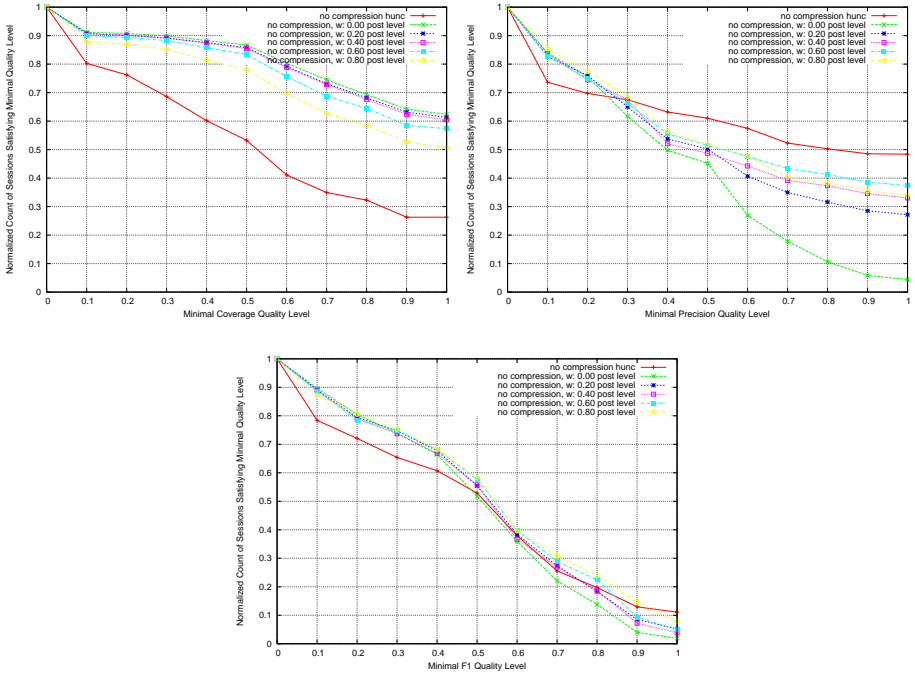 Normalized Count of Sessions Satisfying Minimal Quality Level
1
0.9
0.8
0.7
0.6
0.5
0.4
0.3
0.2
0.1
0
no compression hunc
no compression, w: 0.00 post level
no compression, w: 0.20 post level
no compression, w: 0.40 post level
no compression, w: 0.60 post level
no compression, w: 0.80 post level
0 0.1 0.2 0.3 0.4 0.5 0.6 0.7 0.8 0.9 1
Minimal Coverage Quality Level
Normalized Count of Sessions Satisfying Minimal Quality Level
1
0.9
0.8
0.7
0.6
0.5
0.4
0.3
0.2
0.1
0
no compression hunc
no compression, w: 0.00 post level
no compression, w: 0.20 post level
no compression, w: 0.40 post level
no compression, w: 0.60 post level
no compression, w: 0.80 post level
0 0.1 0.2 0.3 0.4 0.5 0.6 0.7 0.8 0.9 1
Minimal Precision Quality Level
Normalized Count of Sessions Satisfying Minimal Quality Level
1
0.9
0.8
0.7
0.6
0.5
0.4
0.3
0.2
0.1
0
no compression hunc
no compression, w: 0.00 post level
no compression, w: 0.20 post level
no compression, w: 0.40 post level
no compression, w: 0.60 post level
no compression, w: 0.80 post level
0 0.1 0.2 0.3 0.4 0.5 0.6 0.7 0.8 0.9 1
Minimal F1 Quality Level